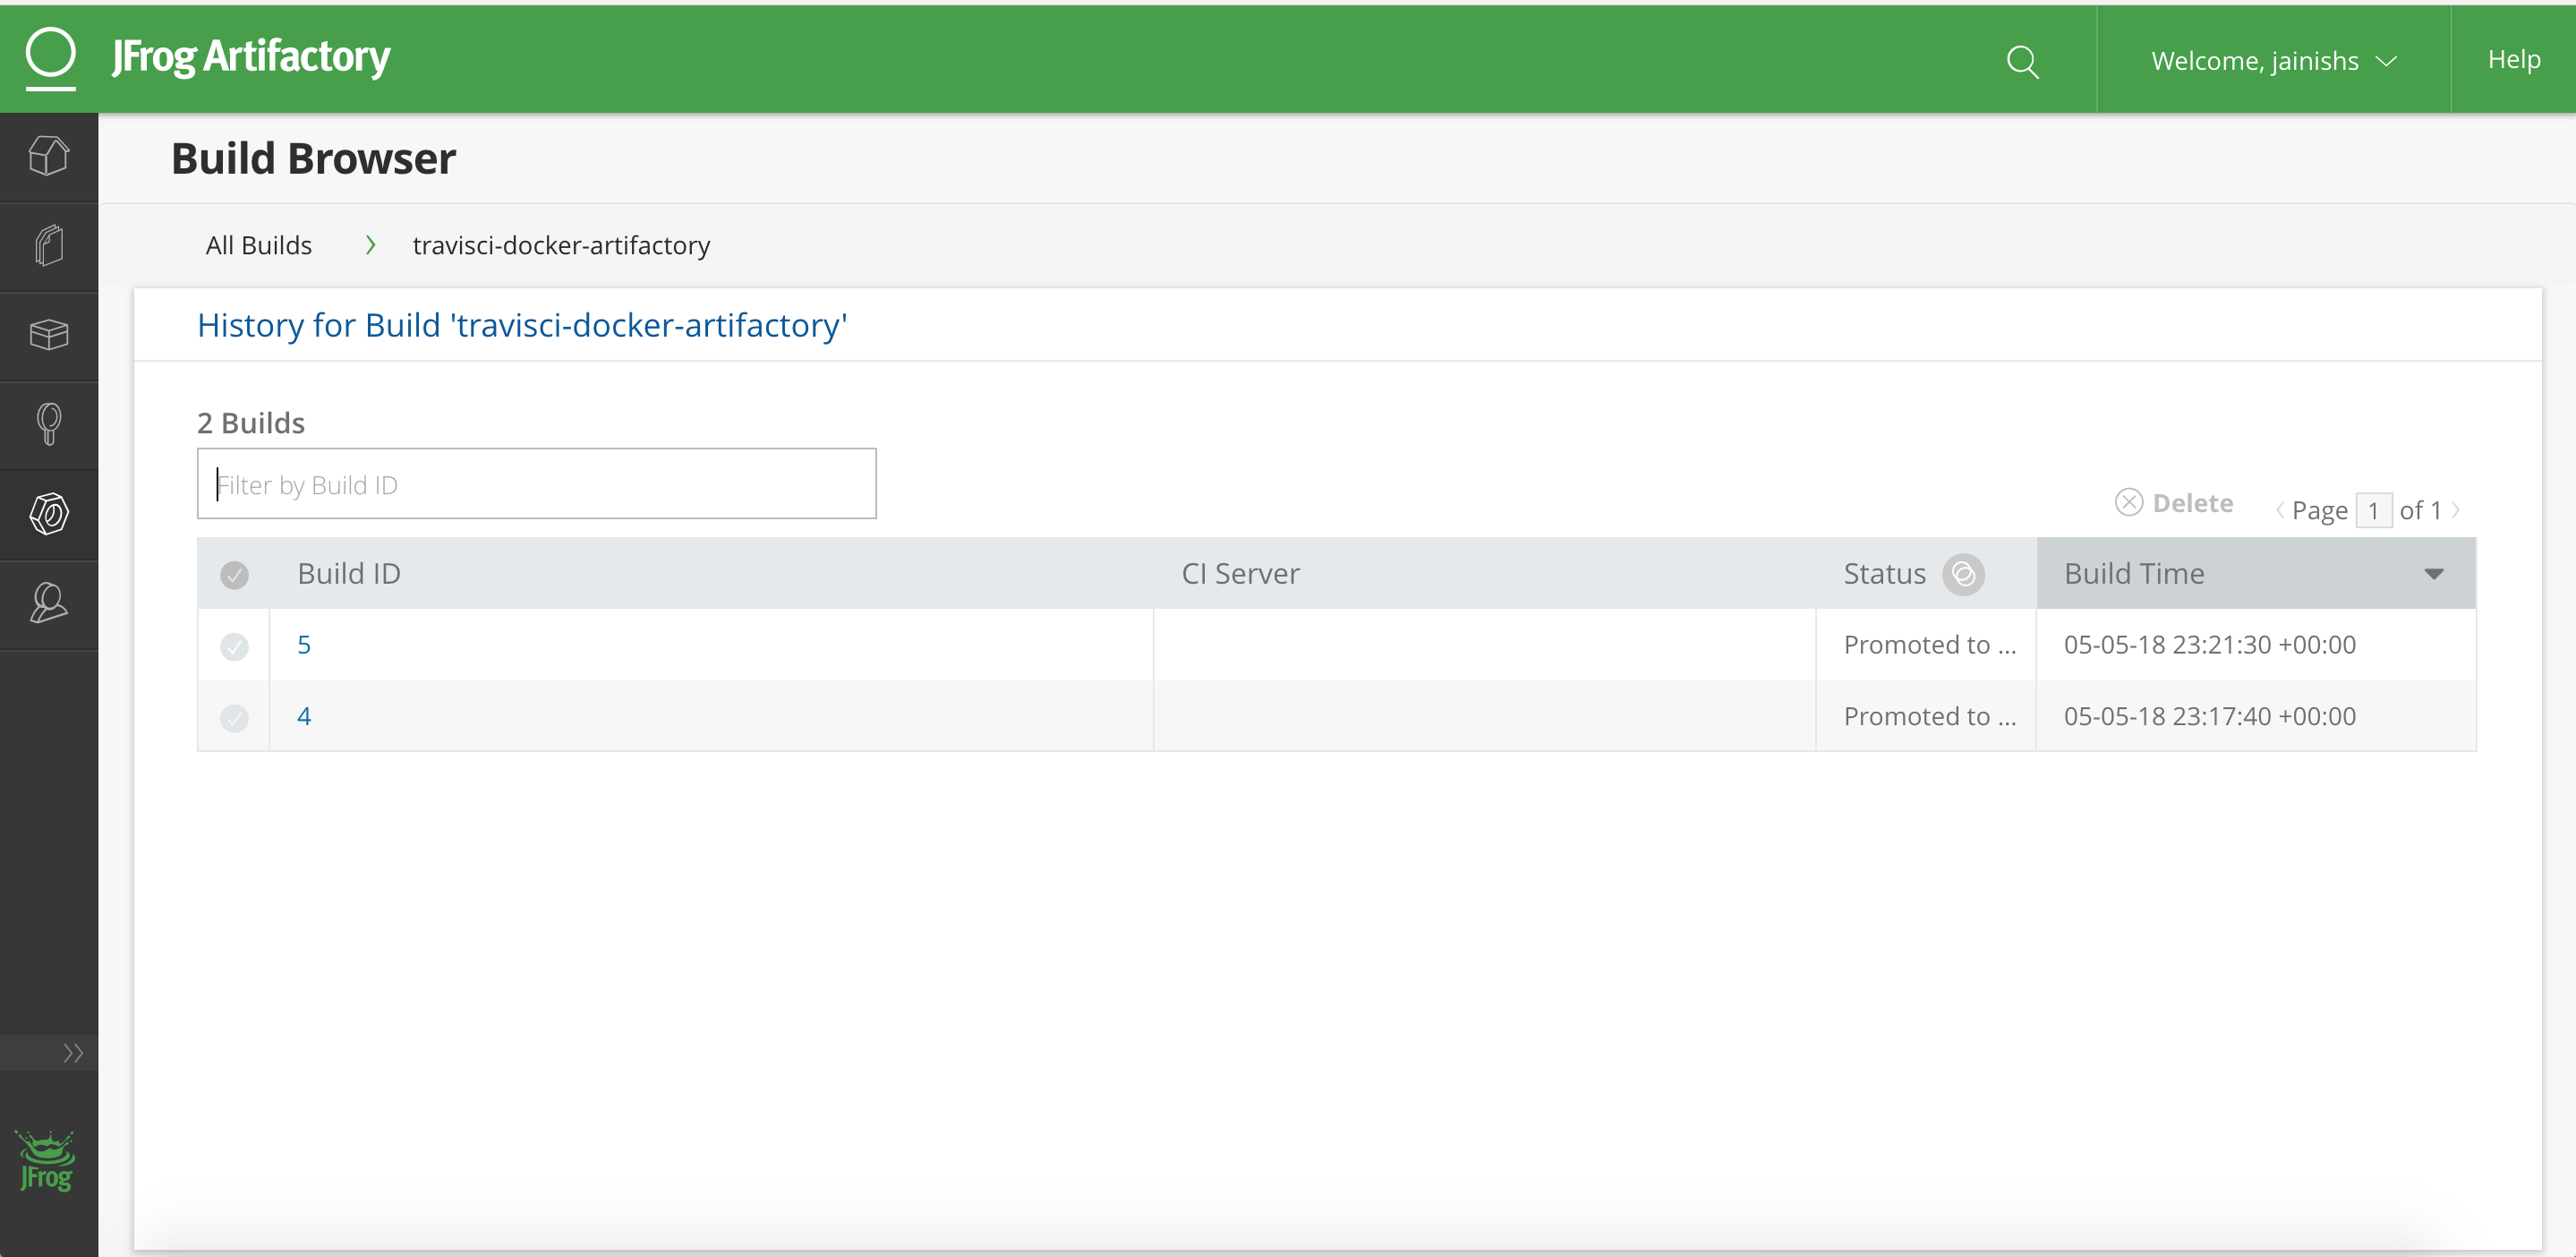 JFrog Artifactory
Welcome, jainishs
Help
Build Browser
All Builds
travisci-docker-artifactory
History for Build 'travisci-docker-artifactory'
2 Builds
Filter by Build ID
Delete
Page 1 of 1
Build ID CI Server Status Build Time
5 Promoted to ... 05-05-18 23:21:30 +00:00
4 Promoted to ... 05-05-18 23:17:40 +00:00
JFrog